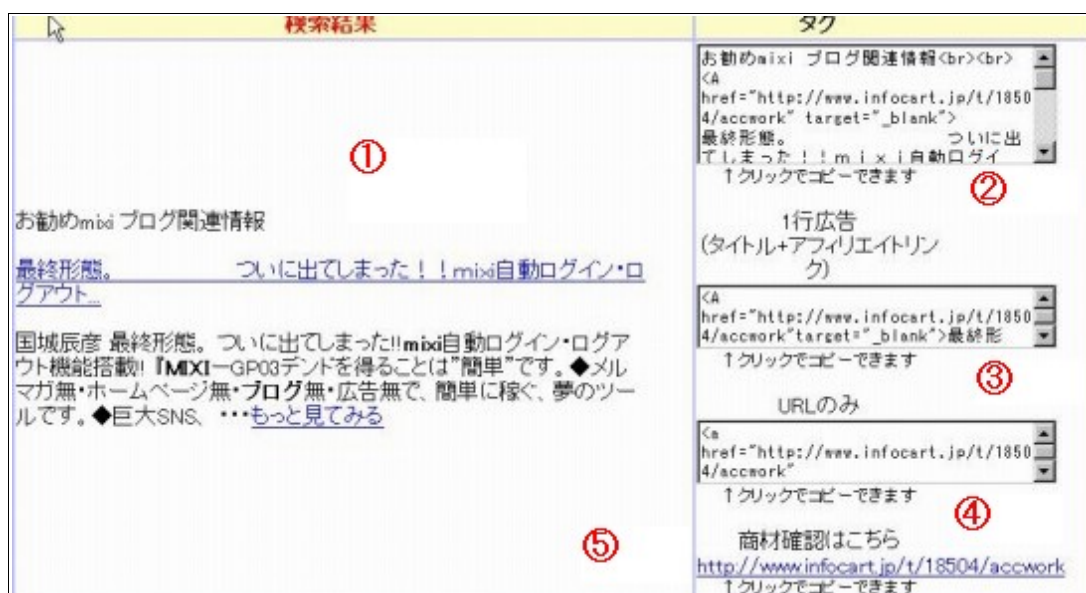 検索結果
タグ
①
お勧めmixi ブログ関連情報
最終形態。 ついに出てしまった！！mixi自動ログイン・ロ
グアウト...
国城辰彦 最終形態。ついに出てしまった!!mixi自動ログイン・ログア
ウト機能搭載!!『MIXI－GP03デンドを得ることは"簡単"です。◆メル
マガ無・ホームページ無・ブログ無・広告無で、簡単に稼ぐ、夢のツー
ルです。◆巨大SNS、・・・もっと見てみる
⑤
お勧めmixi ブログ関連情報<br><br>
<A
href="http://www.infocart.jp/t/1850
4/accwork" target="_blank">
最終形態。 ついに出
てしまった！！ｍｉｘｉ自動ログイ
↑クリックでコピーできます
②
1行広告
(タイトル+アフィリエイトリン
ク)
<A
href="http://www.infocart.jp/t/1850
4/accwork"target="_blank">最終形
↑クリックでコピーできます
③
URLのみ
<a
href="http://www.infocart.jp/t/1850
4/accwork"
↑クリックでコピーできます
④
商材確認はこちら
http://www.infocart.jp/t/18504/accwork
↑クリックでコピーできます